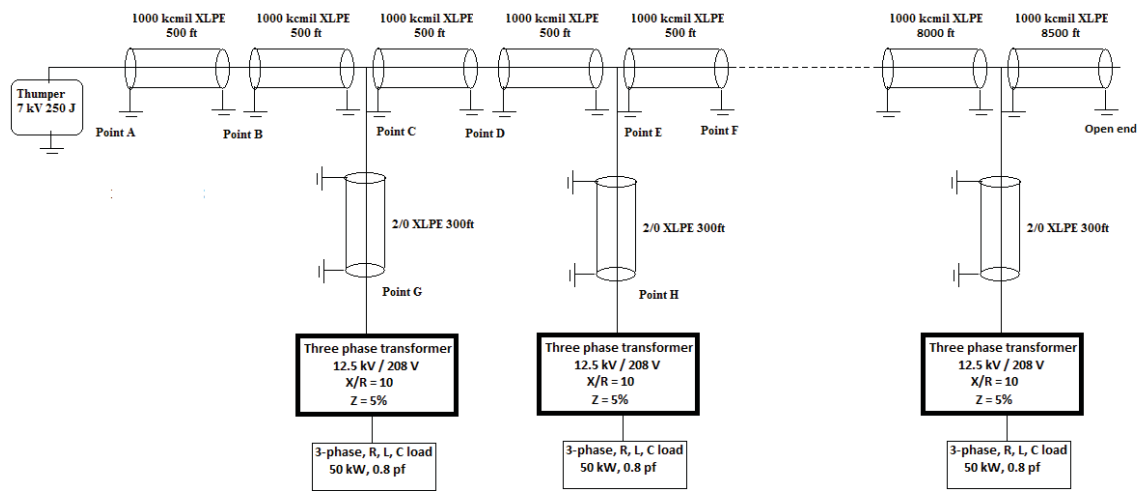 1000 kcmil XLPE
500 ft
1000 kcmil XLPE
500 ft
1000 kcmil XLPE
500 ft
1000 kcmil XLPE
500 ft
1000 kcmil XLPE
500 ft
1000 kcmil XLPE
8000 ft
1000 kcmil XLPE
8500 ft
Thumper
7 kV 250 J
Point A
Point B
Point C
Point D
Point E
Point F
Open end
2/0 XLPE 300ft
2/0 XLPE 300ft
2/0 XLPE 300ft
Point G
Point H
Three phase transformer
12.5 kV / 208 V
X/R = 10
Z = 5%
Three phase transformer
12.5 kV / 208 V
X/R = 10
Z = 5%
Three phase transformer
12.5 kV / 208 V
X/R = 10
Z = 5%
3-phase, R, L, C load
50 kW, 0.8 pf
3-phase, R, L, C load
50 kW, 0.8 pf
3-phase, R, L, C load
50 kW, 0.8 pf